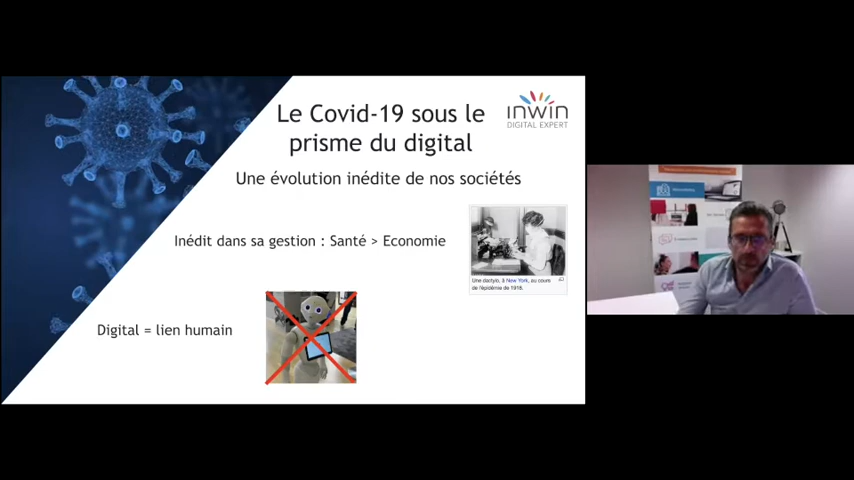 Le Covid-19 sous le
prisme du digital
inwin
DIGITAL EXPERT
Une évolution inédite de nos sociétés
Inédit dans sa gestion : Santé > Economie
Une dactylo, à New York, au cours
de l'épidémie de 1918.
Digital = lien humain